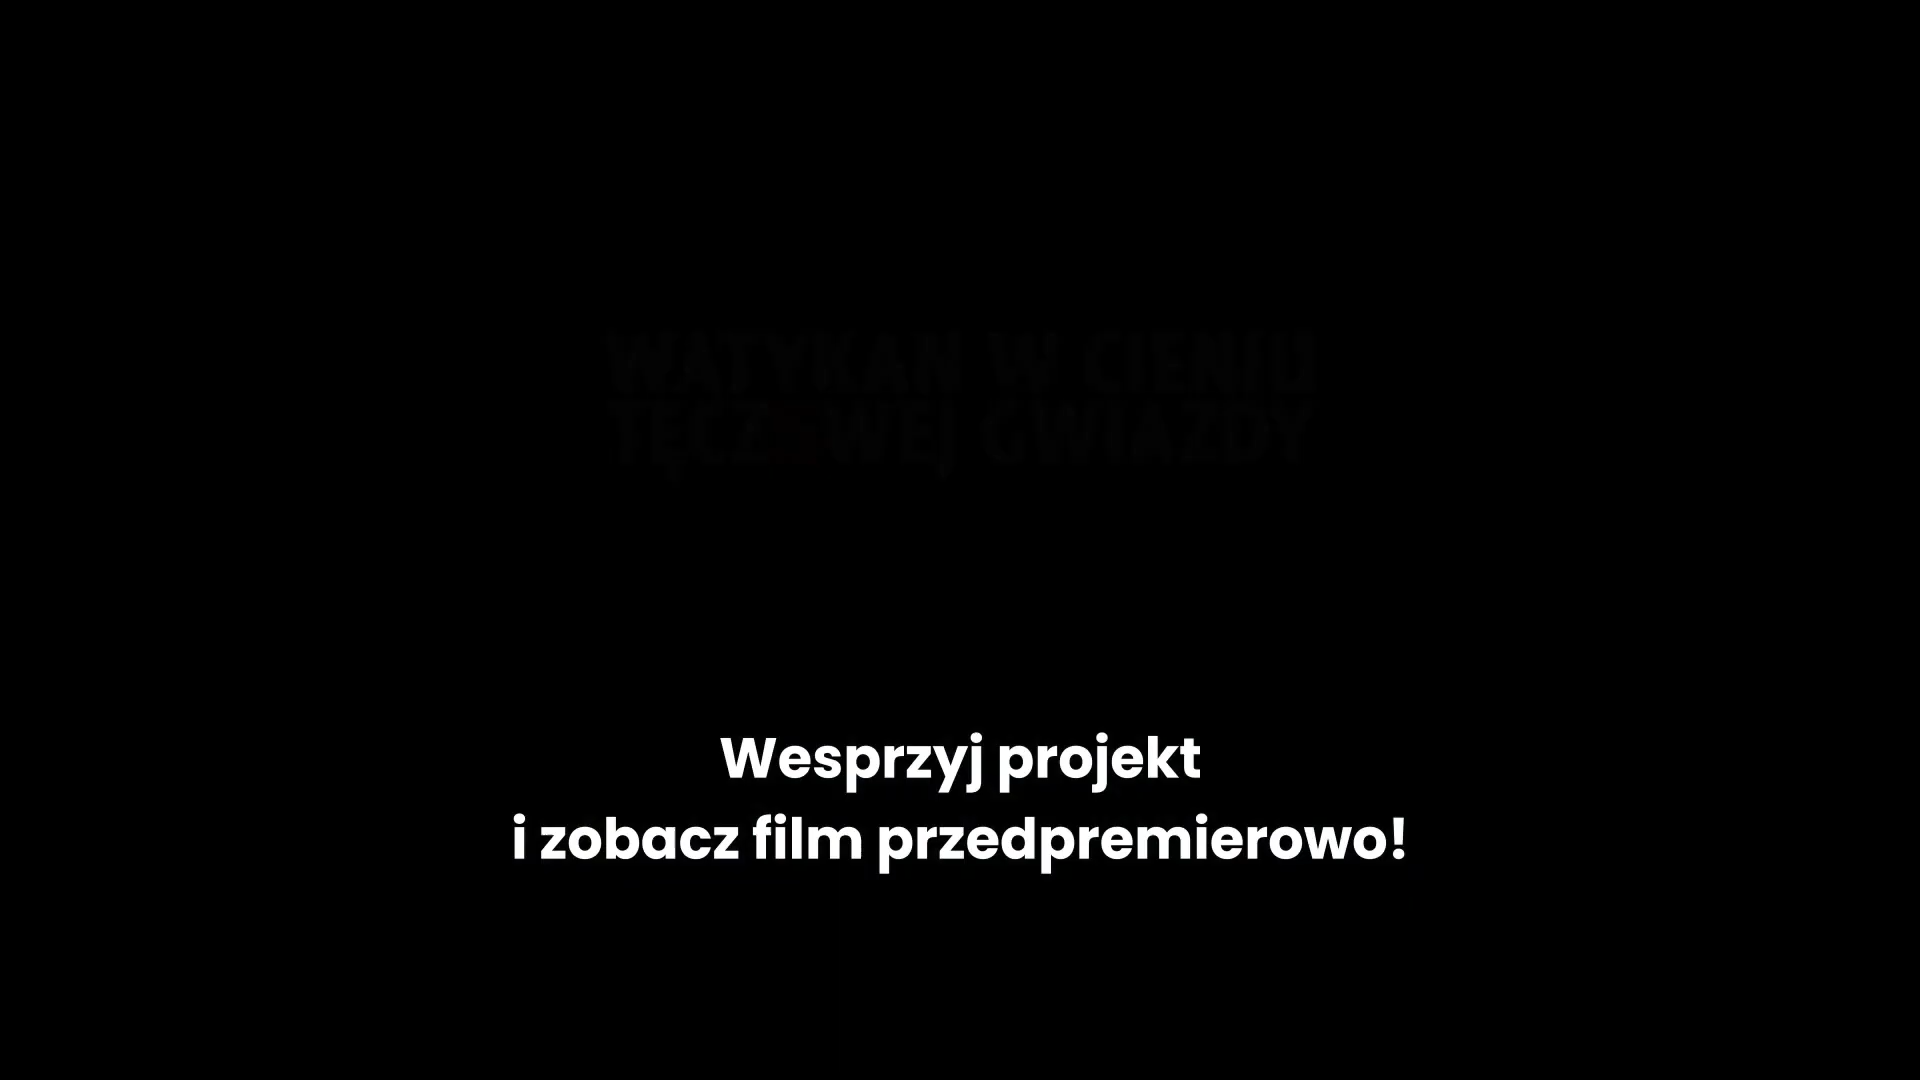 WATYKAN W CIENIU
TĘCZOWEJ GWIAZDY
Wesprzyj projekt
i zobacz film przedpremierowo!